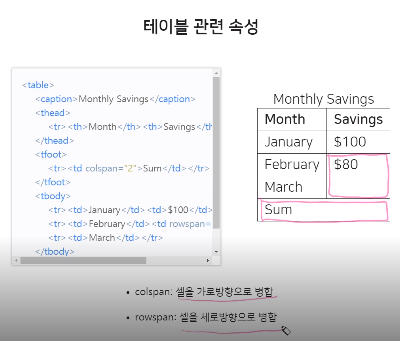 테이블 관련 속성
<table>
<caption>Monthly Savings</caption>
<thead>
<tr><th>Month</th> <th>Savings</th
</thead>
<tfoot>
<tr><td colspan="2">Sum</td></tr>
</tfoot>
<tbody>
<tr> <td>January</td> <td>$100</td>
<tr> <td>February</td> <td rowspan=
<tr> <td>March</td> </tr>
</tbody>
Monthly Savings
Month Savings
January $100
February $80
March
Sum
• colspan: 셀을 가로방향으로 병합
• rowspan: 셀을 세로방향으로 병합